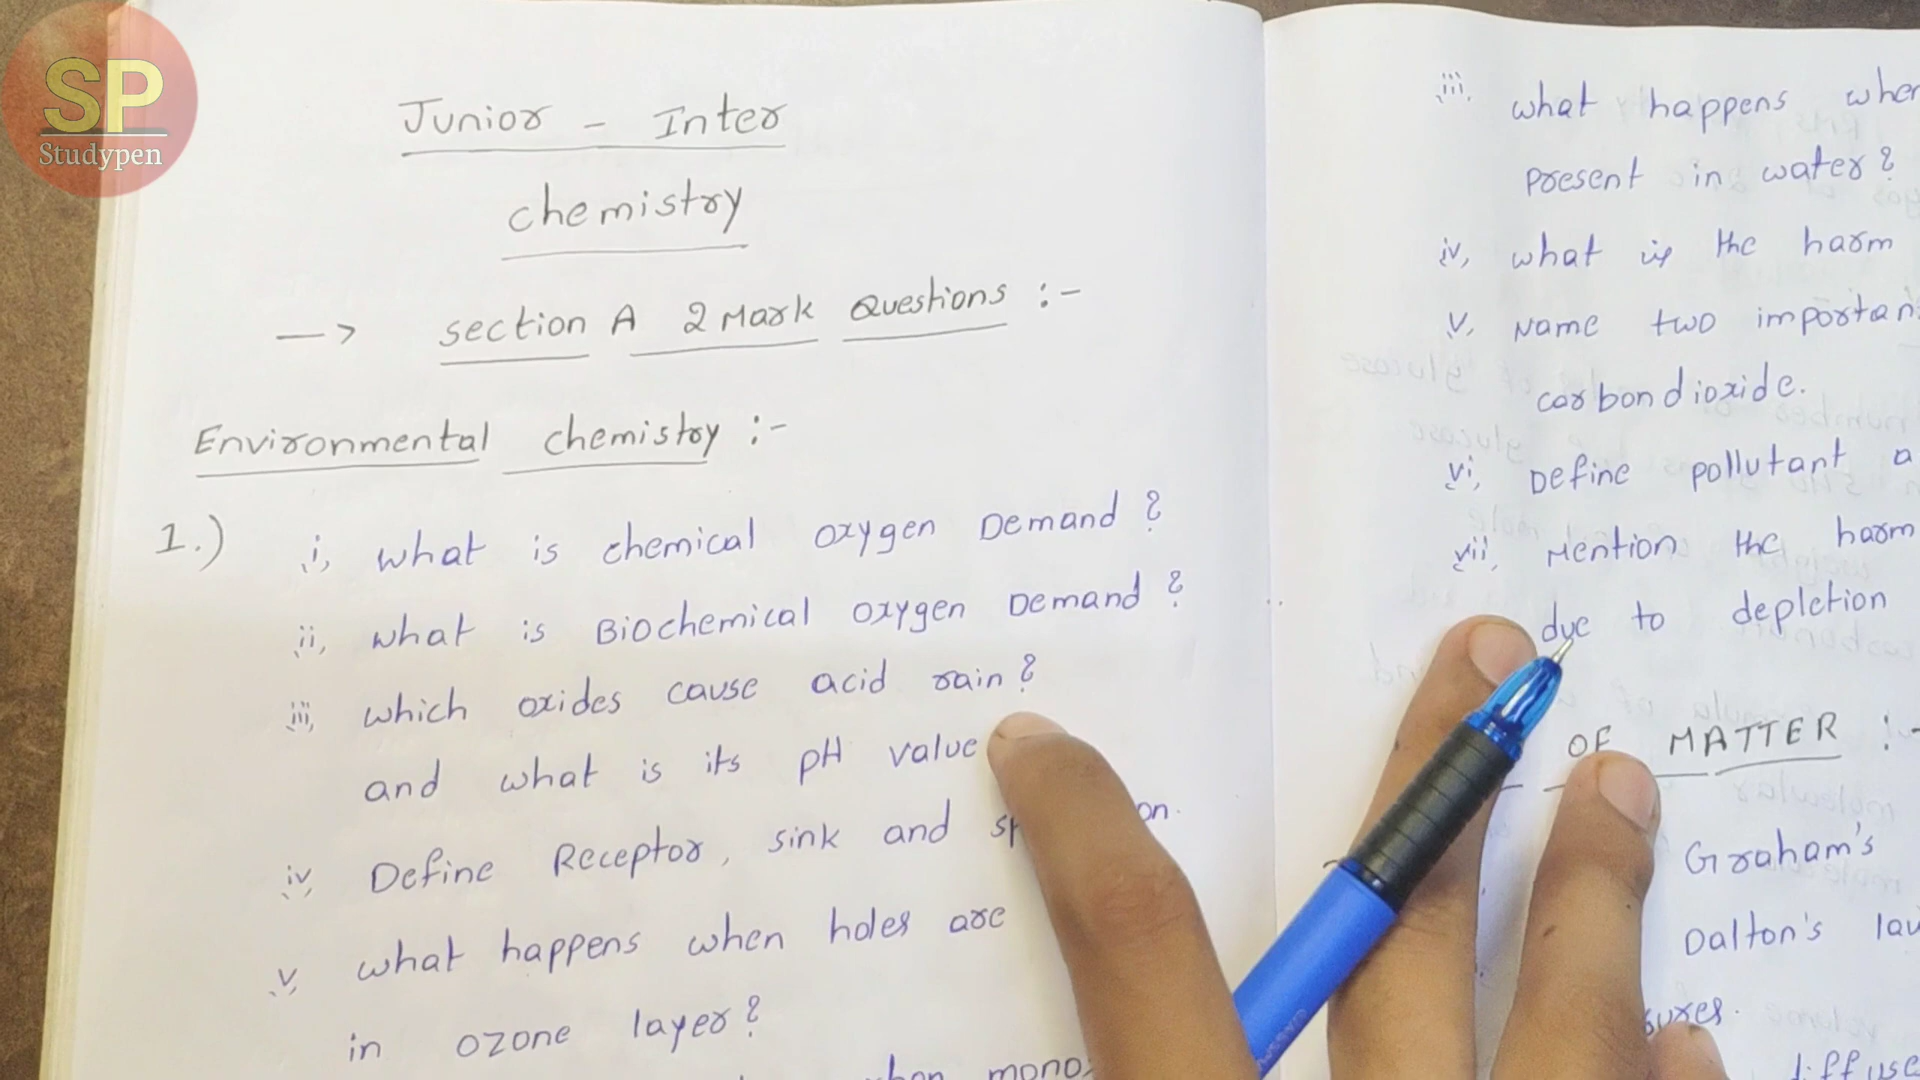 SP
Studypen
Junior - Inter
chemistry
—> section A 2 Mark Questions :-
Environmental chemistry :-
1.) i, what is chemical oxygen Demand?
ii, what is Biochemical oxygen Demand?
iii, which oxides cause acid rain?
and what is its pH value
iv, Define Receptor, sink and
v, what happens when holes are
in ozone layer?
iii. what happens when
present in water?
iv, what is the harm
v, Name two important
carbondioxide.
vi, Define pollutant a
vii, Mention the harm
due to depletion
OF MATTER :-
Graham's
Dalton's law
diffuse